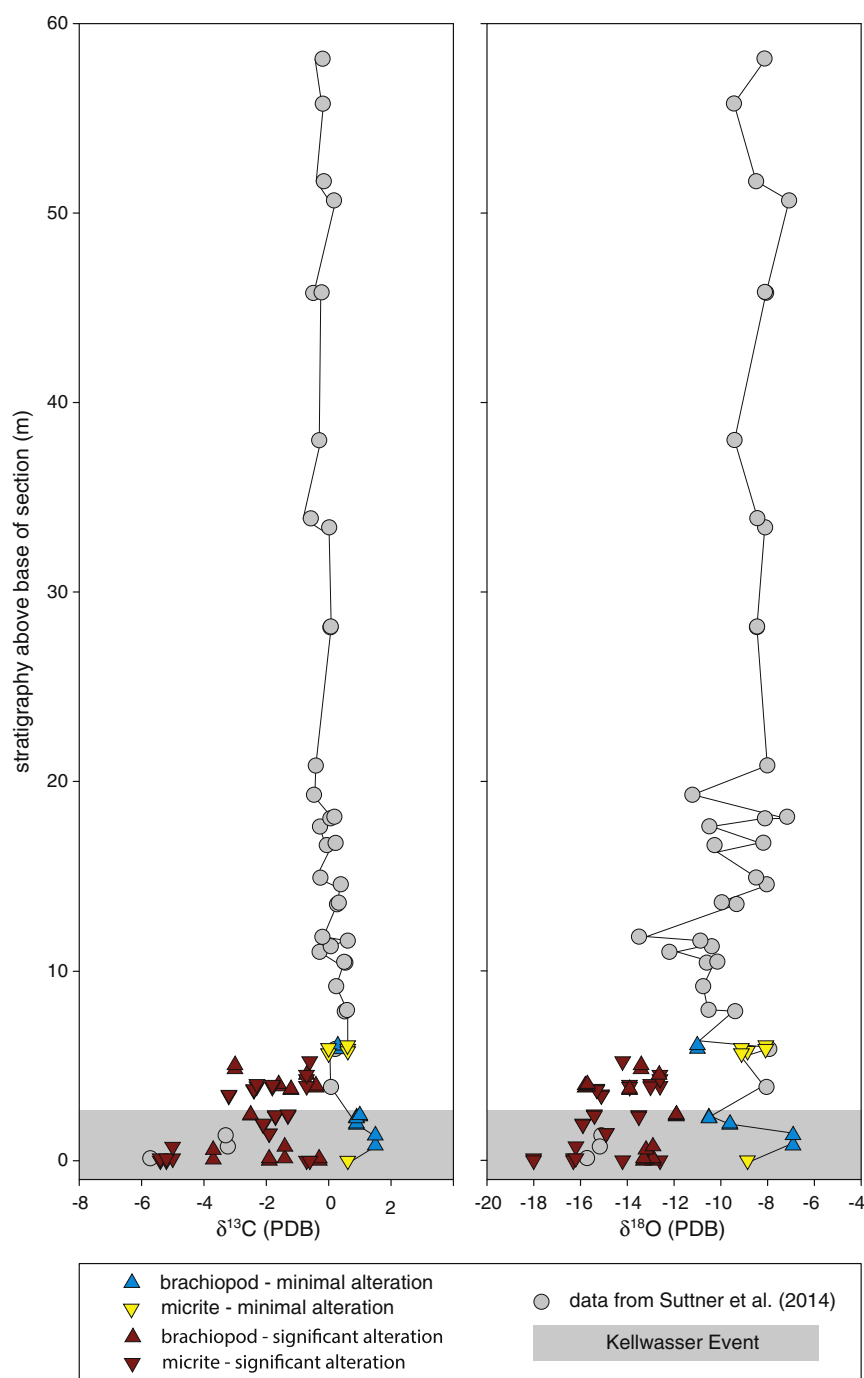 60
50
40
30
20
10
0
stratigraphy above base of section (m)
-8 -6 -4 -2 0 2
δ¹³C (PDB)
-20 -18 -16 -14 -12 -10 -8 -6 -4
δ¹⁸O (PDB)
brachiopod - minimal alteration
micrite - minimal alteration
brachiopod - significant alteration
micrite - significant alteration
data from Suttner et al. (2014)
Kellwasser Event